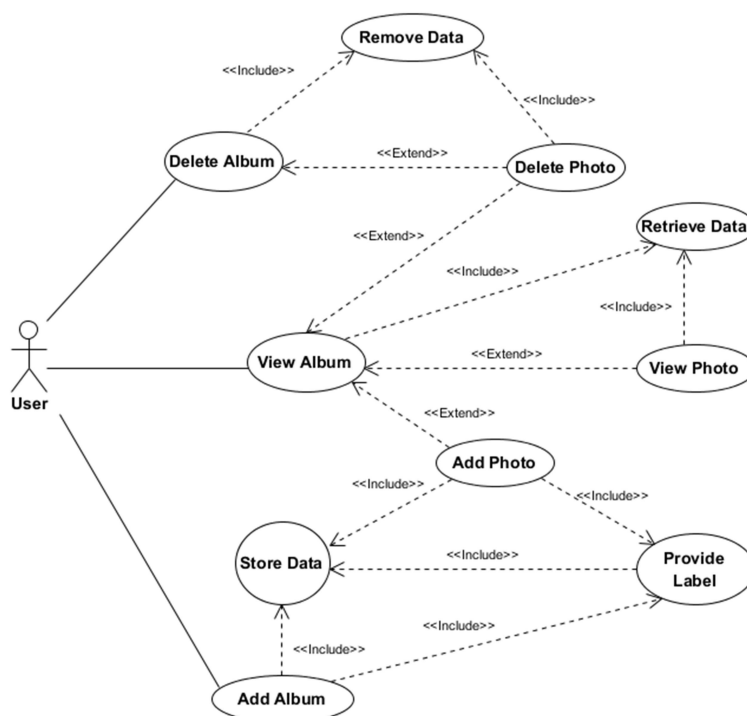 Remove Data
<<Include>>
<<Include>>
Delete Album
<<Extend>>
Delete Photo
Retrieve Data
<<Extend>>
<<Include>>
<<Include>>
View Album
<<Extend>>
View Photo
User
<<Extend>>
Add Photo
<<Include>>
<<Include>>
Store Data
<<Include>>
Provide
Label
<<Include>>
<<Include>>
Add Album